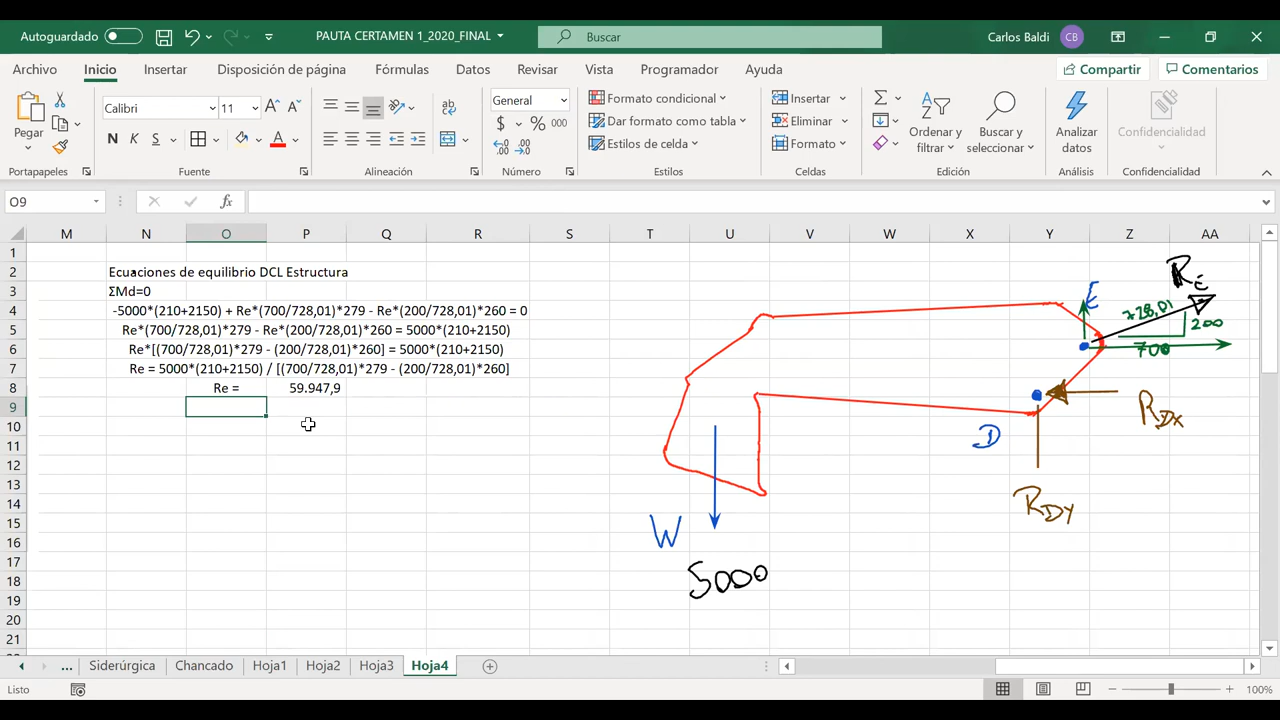 Autoguardado
PAUTA CERTAMEN 1_2020_FINAL
Buscar
Carlos Baldi
CB
Archivo
Inicio
Insertar
Disposición de página
Fórmulas
Datos
Revisar
Vista
Programador
Ayuda
Compartir
Comentarios
Pegar
Calibri
11
N K S
General
$ % 000
Formato condicional
Dar formato como tabla
Estilos de celda
Insertar
Eliminar
Formato
Ordenar y filtrar
Buscar y seleccionar
Analizar datos
Confidencialidad
Portapapeles
Fuente
Alineación
Número
Estilos
Celdas
Edición
Análisis
Confidencialidad
O9
fx
M N O P Q R S T U V W X Y Z AA
1
2 Ecuaciones de equilibrio DCL Estructura
3 ΣMd=0
4 -5000*(210+2150) + Re*(700/728,01)*279 - Re*(200/728,01)*260 = 0
5 Re*(700/728,01)*279 - Re*(200/728,01)*260 = 5000*(210+2150)
6 Re*[(700/728,01)*279 - (200/728,01)*260] = 5000*(210+2150)
7 Re = 5000*(210+2150) / [(700/728,01)*279 - (200/728,01)*260]
8 Re = 59.947,9
9
10
11
12
13
14
15
16
17
18
19
20
21
RE
E
728,01
200
700
RDX
D
RDY
W
5000
...
Siderúrgica
Chancado
Hoja1
Hoja2
Hoja3
Hoja4
Listo
100%